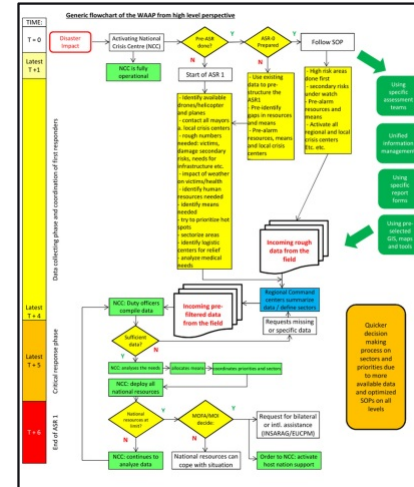 Generic flowchart of the WAAP from high level perspective
TIME:
T = 0
Disaster
Impact
Activating National
Crisis Centre (NCC)
Pre-ASR
done?
Y
ASR-0
Prepared
Y
Follow SOP
N
N
Latest
T +1
NCC is fully
operational
Start of ASR 1
- Identify available
drones/helicopter
and planes
- contact all mayors
a. local crisis centers
- rough numbers
needed: victims,
damage secondary
risks, needs for
infrastructure etc.
- impact of weather
on victims/health
- identify human
resources needed
- identify means
needed
- try to prioritize hot
spots
- vectorize areas
- identify logistic
centers for relief
- analyze medical
needs
- Use existing
data to pre-
structure the
ASR1
- Pre-identify
gaps in resources
and means
- Pre-alarm
resources, means
and local crisis
centers
- High risk areas
done first
- secondary risks
under watch
- Pre-alarm
resources and
means
- Activate all
regional and local
crisis centers
Etc. etc.
Using
specific
assessment
teams
Unified
information
management
Using
specific
report
forms
Using pre-
selected
GIS, maps
and tools
Data collecting phase and coordination of first responders
Incoming rough
data from the
field
Latest
T + 4
NCC: Duty officers
compile data
Incoming pre-
filtered data
from the field
Regional Command
centers summarize
data / define sectors
Requests missing
or specific data
Sufficient
data?
N
Y
Latest
T + 5
Critical response phase
NCC, analyses the needs
allocates means
coordinates priorities and sectors
NCC: deploy all
national resources
Quicker
decision
making
process on
sectors and
priorities due
to more
available data
and optimized
SOPs on all
levels
T = 6
End of ASR 1
National
resources at
Y
MOFA/MOI
decide:
Y
Request for bilateral
or intl. assistance
(INSARAG/EUCPM)
N
N
NCC: continues to
analyze data
National resources can
cope with situation
Order to NCC: activate
host nation support